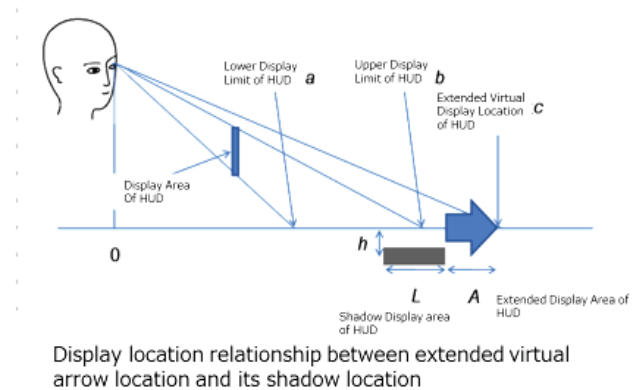 Lower Display
Limit of HUD a
Upper Display
Limit of HUD b
Extended Virtual
Display Location
of HUD
c
Display Area
Of HUD
0
h
L
A
Shadow Display area
of HUD
Extended Display Area of
HUD
Display location relationship between extended virtual
arrow location and its shadow location